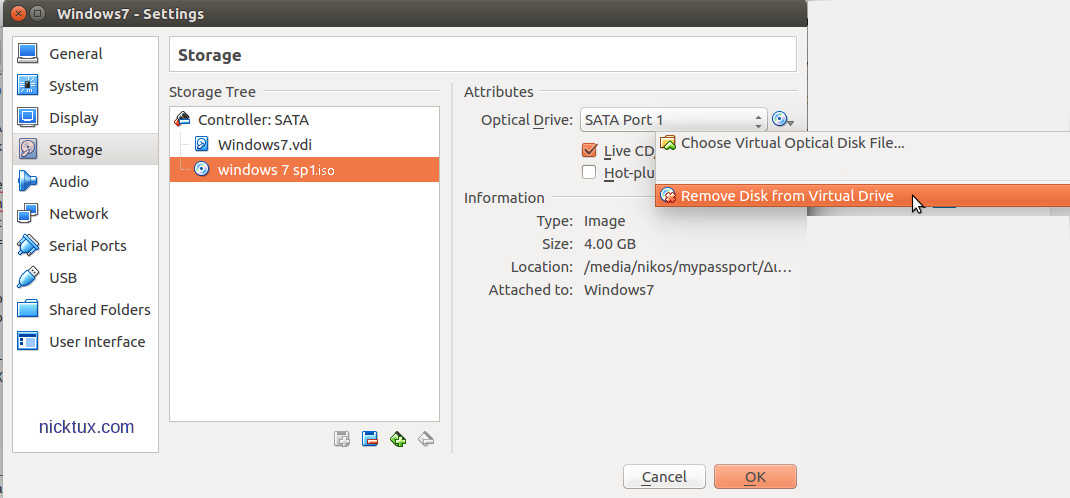 Windows7 - Settings
General
System
Display
Storage
Audio
Network
Serial Ports
USB
Shared Folders
User Interface
nicktux.com
Storage
Storage Tree
Controller: SATA
Windows7.vdi
windows 7 sp1.iso
Attributes
Optical Drive: SATA Port 1
Choose Virtual Optical Disk File...
Live CD
Hot-plu
Remove Disk from Virtual Drive
Information
Type: Image
Size: 4.00 GB
Location: /media/nikos/mypassport/Δι...
Attached to: Windows7
Cancel
OK